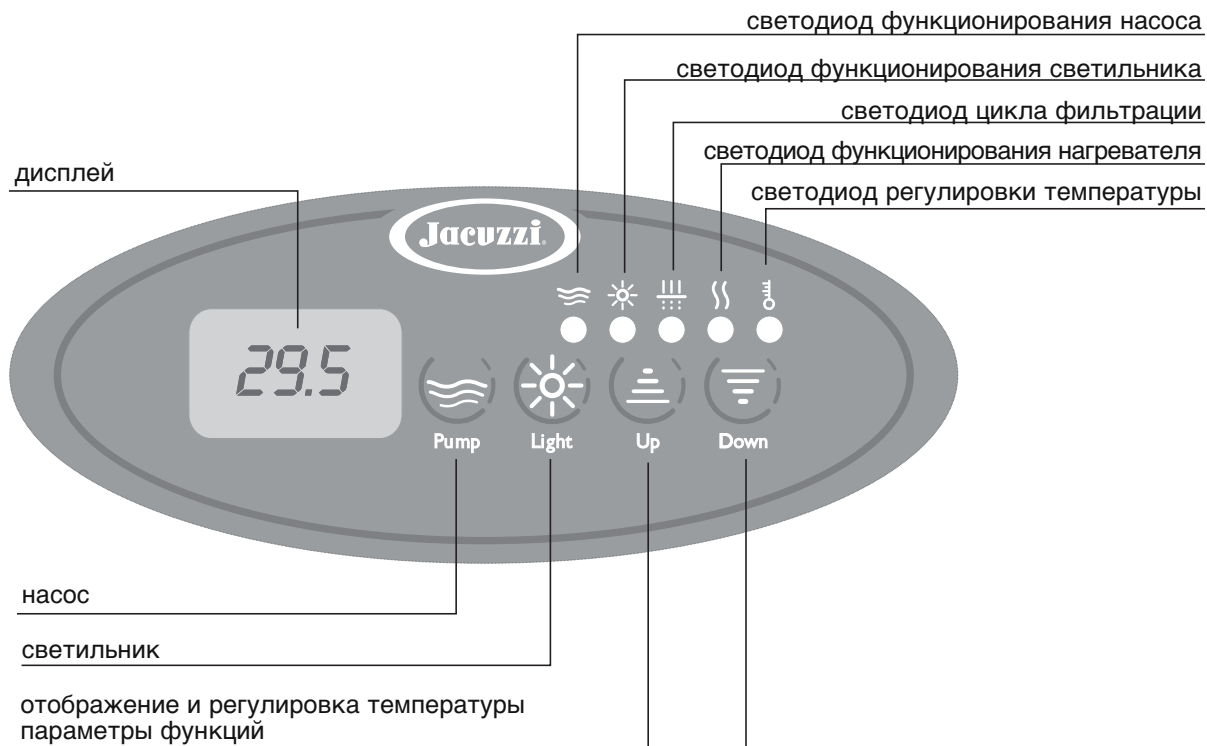 светодиод функционирования насоса
светодиод функционирования светильника
светодиод цикла фильтрации
светодиод функционирования нагревателя
дисплей
светодиод регулировки температуры
Jacuzzi®
29.5
Pump Light Up Down
насос
светильник
отображение и регулировка температуры
параметры функций